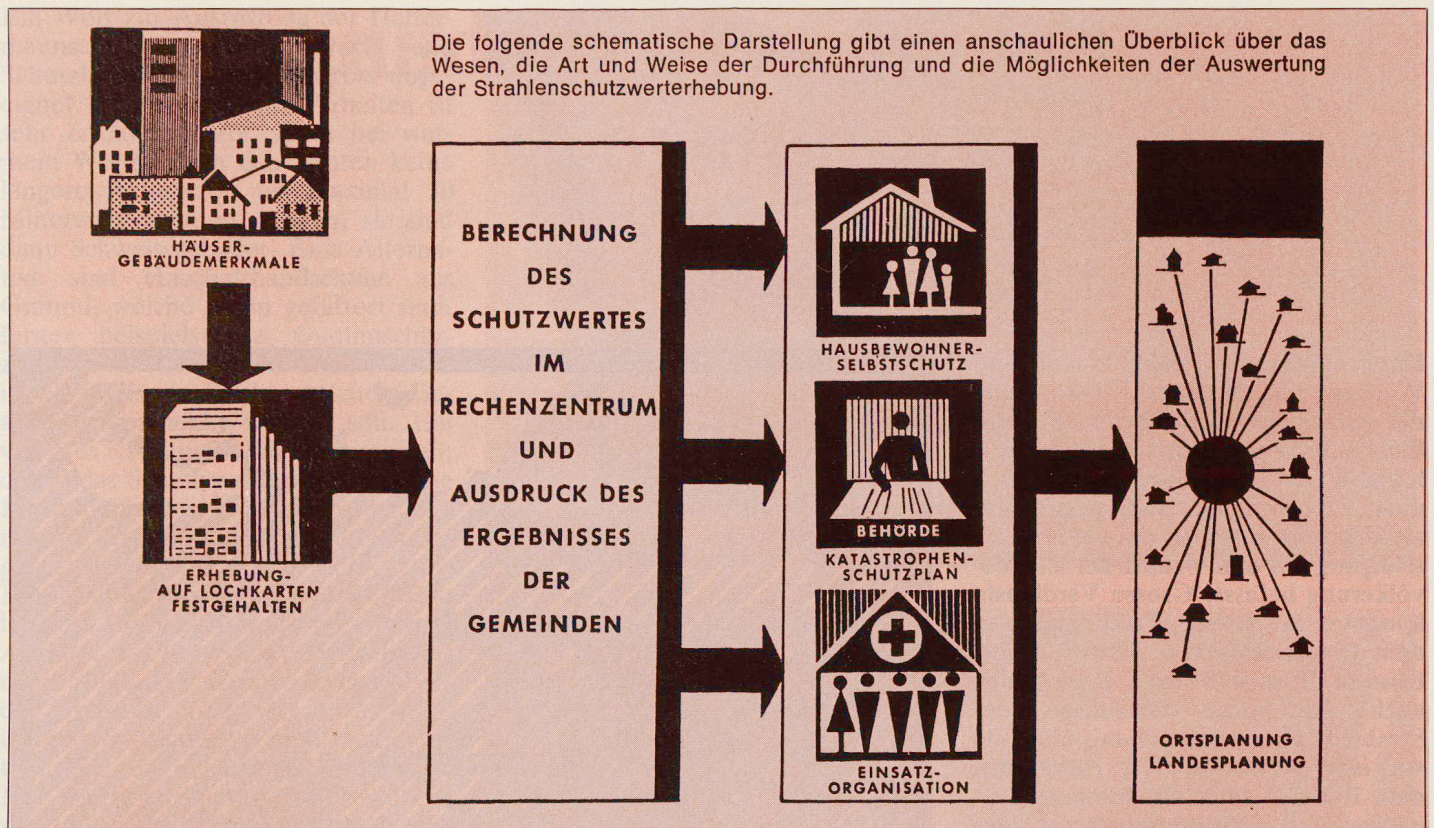 Die folgende schematische Darstellung gibt einen anschaulichen Überblick über das
Wesen, die Art und Weise der Durchführung und die Möglichkeiten der Auswertung
der Strahlenschutzwerterhebung.
HÄUSER-
GEBÄUDEMERKMALE
ERHEBUNG-
AUF LOCHKARTEN
FESTGEHALTEN
BERECHNUNG
DES
SCHUTZWERTES
IM
RECHENZENTRUM
UND
AUSDRUCK DES
ERGEBNISSES
DER
GEMEINDEN
HAUSBEWOHNER-
SELBSTSCHUTZ
BEHÖRDE
KATASTROPHEN-
SCHUTZPLAN
EINSATZ-
ORGANISATION
ORTSPLANUNG
LANDESPLANUNG